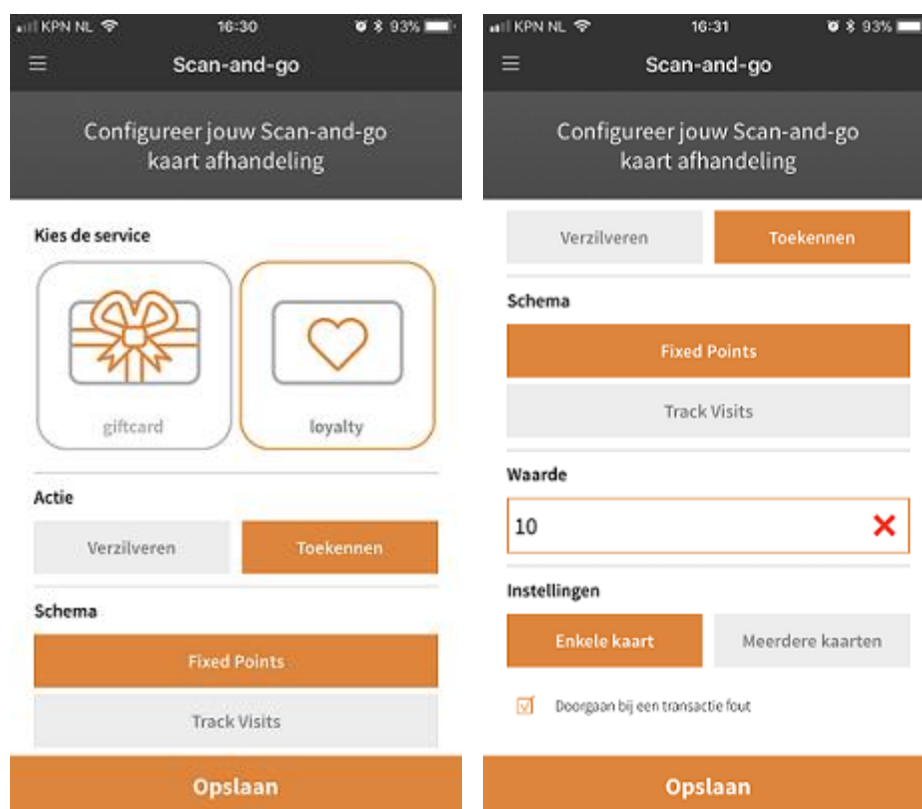 KPN NL 16:30 93%
Scan-and-go
Configureer jouw Scan-and-go
kaart afhandeling
Kies de service
giftcard loyalty
Actie
Verzilveren Toekennen
Schema
Fixed Points
Track Visits
Opslaan
KPN NL 16:31 93%
Scan-and-go
Configureer jouw Scan-and-go
kaart afhandeling
Verzilveren Toekennen
Schema
Fixed Points
Track Visits
Waarde
10
Instellingen
Enkele kaart Meerdere kaarten
Doorgaan bij een transactie fout
Opslaan